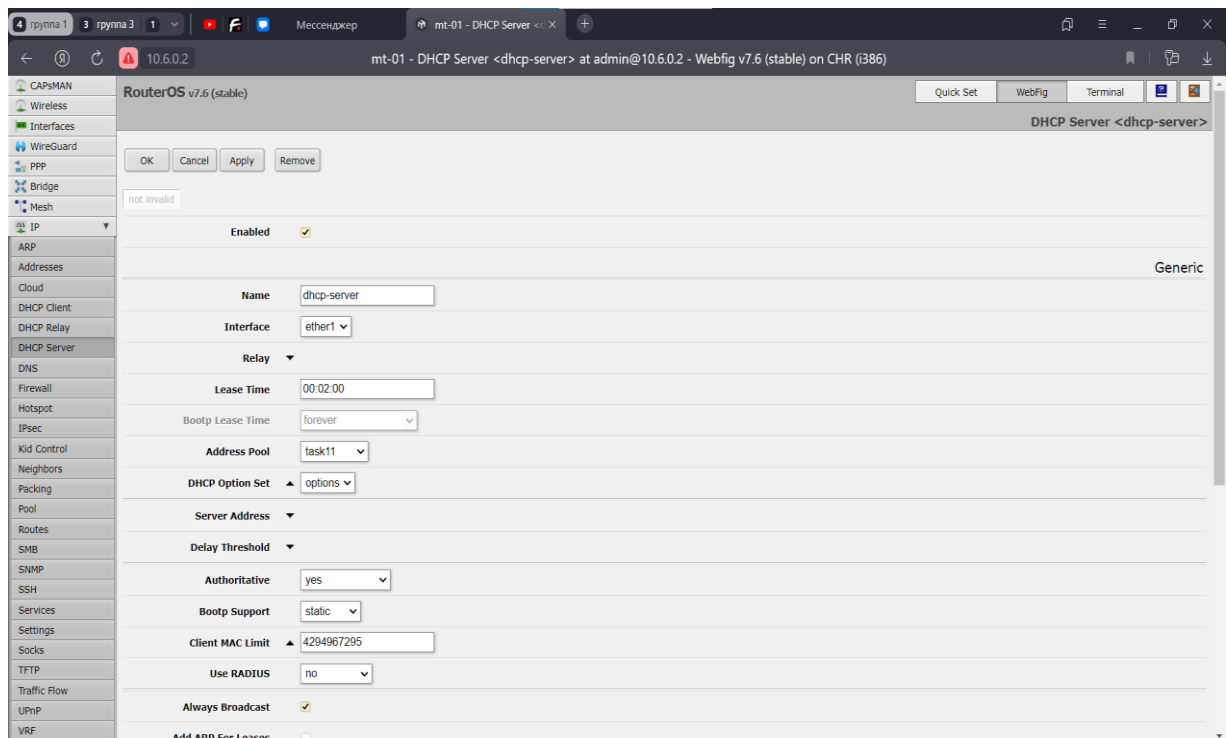 4 группа 1 3 группа 3 1 Мессенджер mt-01 - DHCP Server <c
10.6.0.2 mt-01 - DHCP Server <dhcp-server> at admin@10.6.0.2 - Webfig v7.6 (stable) on CHR (i386)
CAPsMAN
Wireless
Interfaces
WireGuard
PPP
Bridge
Mesh
IP
ARP
Addresses
Cloud
DHCP Client
DHCP Relay
DHCP Server
DNS
Firewall
Hotspot
IPsec
Kid Control
Neighbors
Packing
Pool
Routes
SMB
SNMP
SSH
Services
Settings
Socks
TFTP
Traffic Flow
UPnP
VRF
RouterOS v7.6 (stable) Quick Set WebFig Terminal
DHCP Server <dhcp-server>
OK Cancel Apply Remove
not invalid
Enabled
Generic
Name dhcp-server
Interface ether1
Relay
Lease Time 00:02:00
Bootp Lease Time forever
Address Pool task11
DHCP Option Set options
Server Address
Delay Threshold
Authoritative yes
Bootp Support static
Client MAC Limit 4294967295
Use RADIUS no
Always Broadcast
Add ARP For Leases